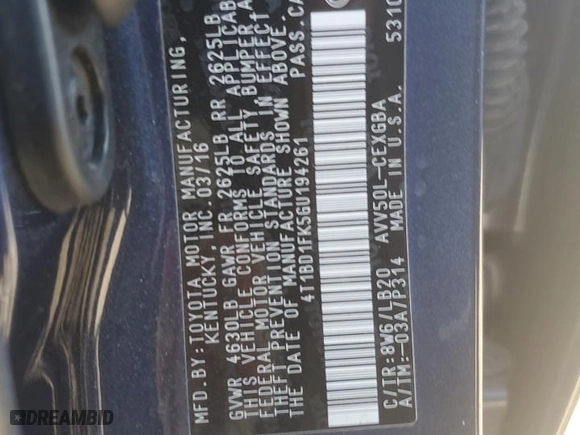 MFD. BY: TOYOTA MOTOR MANUFACTURING,
KENTUCKY, INC. 03/16
GVWR 4630LB GAWR FR 2625LB RR 2625LB
THIS VEHICLE CONFORMS TO ALL APPLICAB
FEDERAL MOTOR VEHICLE SAFETY, BUMPER, A
THEFT PREVENTION STANDARDS IN EFFECT
THE DATE OF MANUFACTURE SHOWN ABOVE.
4T1BD1FK5GU194261 PASS. CA
C/TR: 8W6/LB20 AVV50L-CEXGBA
A/TM: -03A/P314 MADE IN U.S.A.
5310
DREAMBID